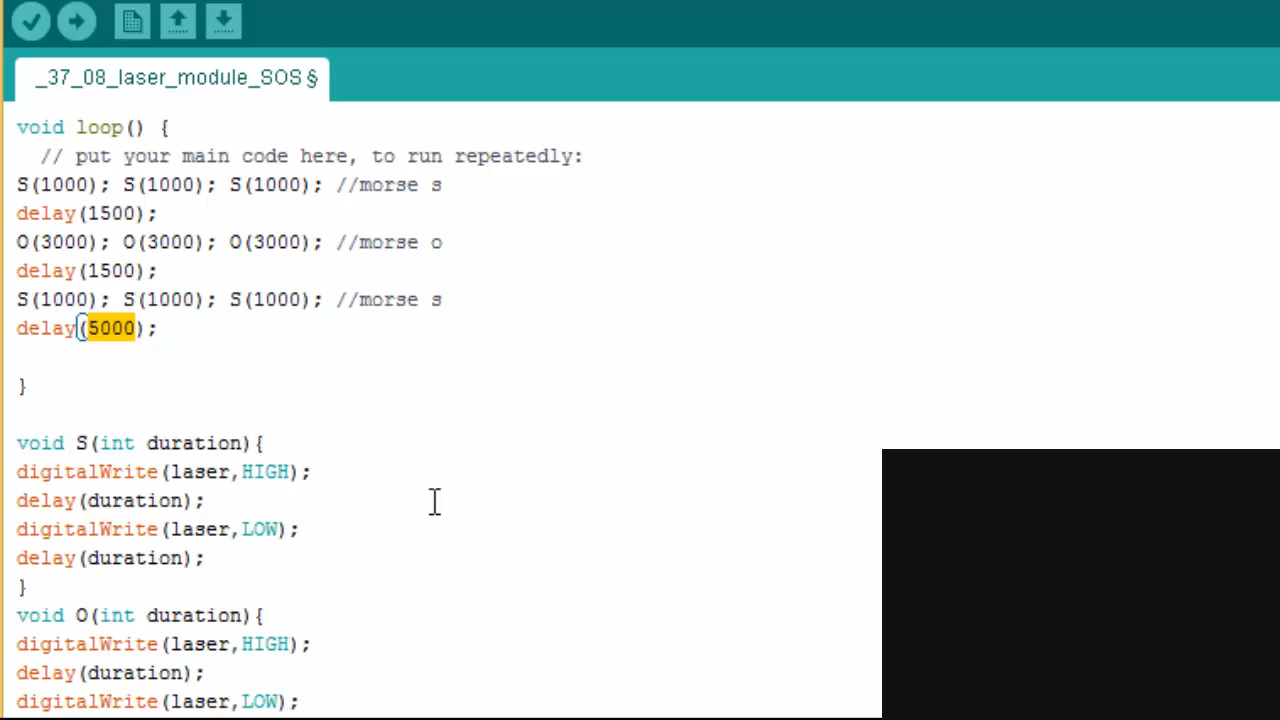 _37_08_laser_module_SOS §
void loop() {
// put your main code here, to run repeatedly:
S(1000); S(1000); S(1000); //morse s
delay(1500);
O(3000); O(3000); O(3000); //morse o
delay(1500);
S(1000); S(1000); S(1000); //morse s
delay(5000);
}
void S(int duration){
digitalWrite(laser,HIGH);
delay(duration);
digitalWrite(laser,LOW);
delay(duration);
}
void O(int duration){
digitalWrite(laser,HIGH);
delay(duration);
digitalWrite(laser,LOW);